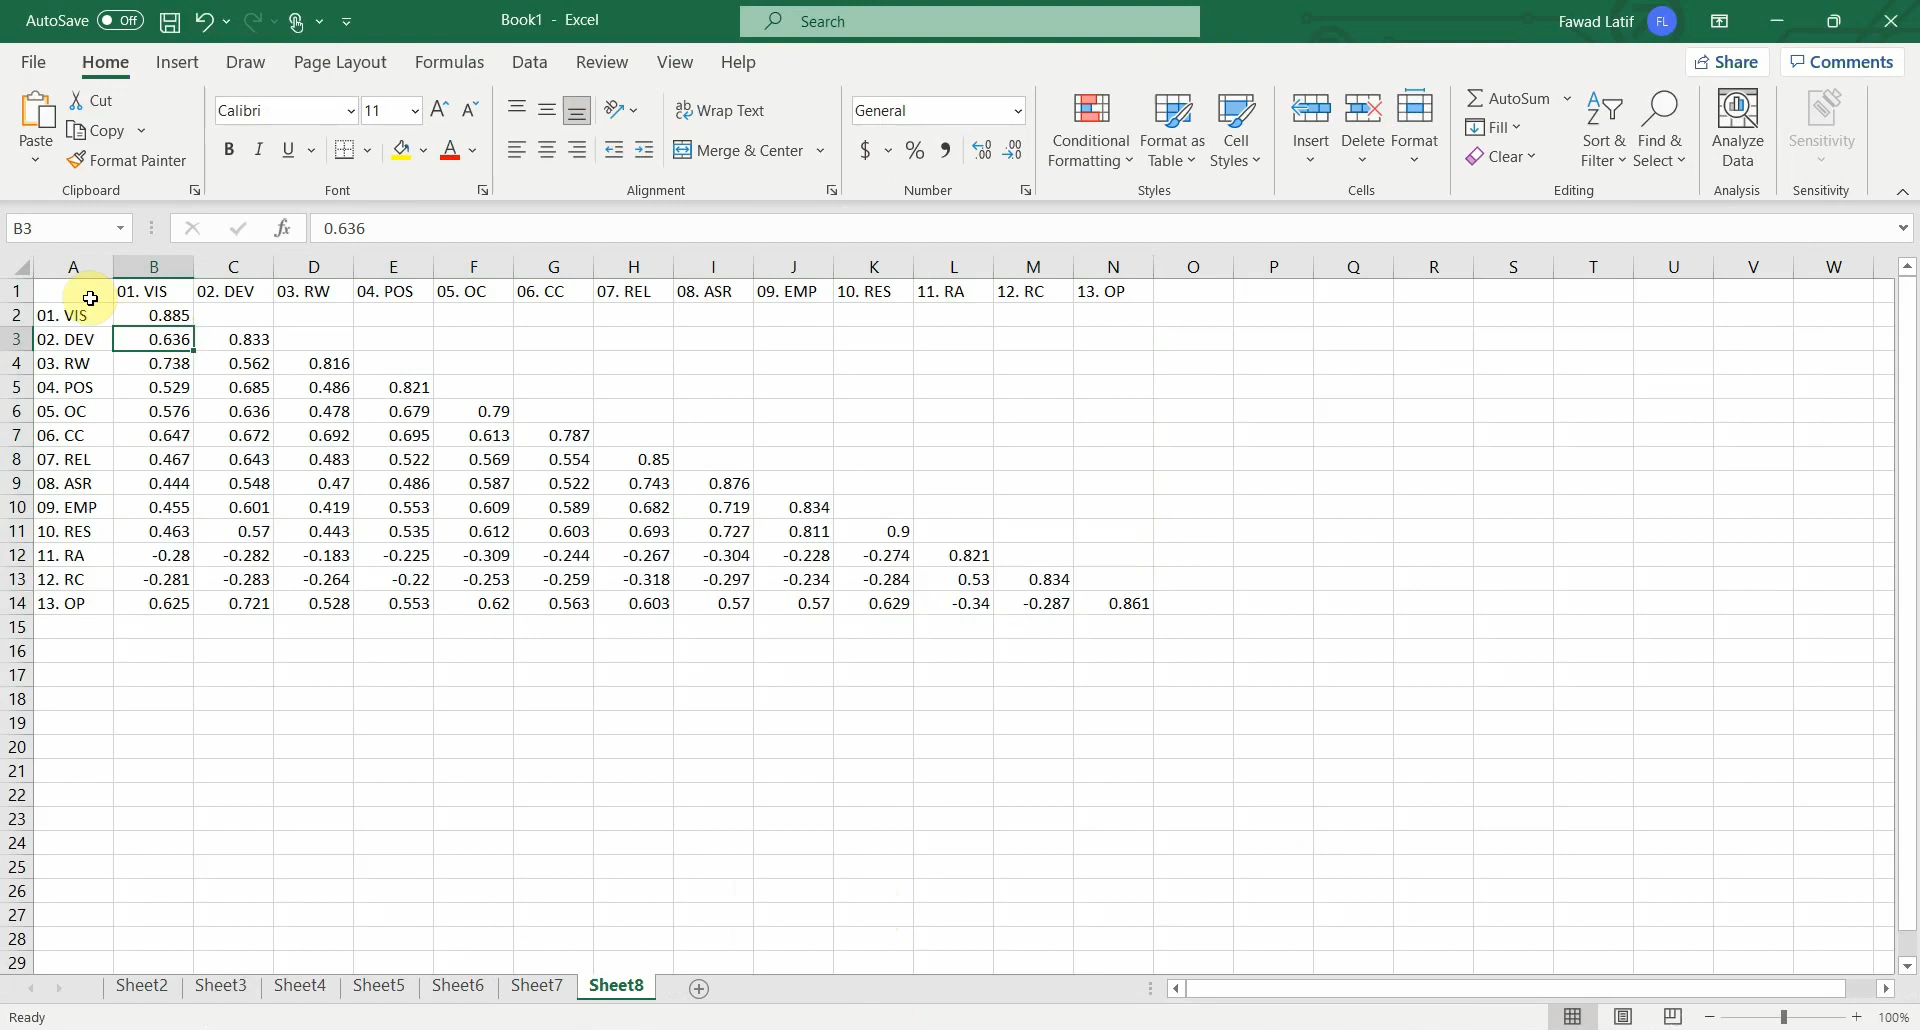 AutoSave Off Book1 - Excel Search Fawad Latif FL
File Home Insert Draw Page Layout Formulas Data Review View Help Share Comments
Paste Cut Copy Format Painter Clipboard
Calibri 11 B I U A Font
Wrap Text Merge & Center Alignment
General $ % Number
Conditional Formatting Format as Table Cell Styles Styles
Insert Delete Format Cells
AutoSum Fill Clear Sort & Filter Find & Select Editing
Analyze Data Analysis
Sensitivity Sensitivity
B3 fx 0.636
A B C D E F G H I J K L M N O P Q R S T U V W
1 01. VIS 02. DEV 03. RW 04. POS 05. OC 06. CC 07. REL 08. ASR 09. EMP 10. RES 11. RA 12. RC 13. OP
2 01. VIS 0.885
3 02. DEV 0.636 0.833
4 03. RW 0.738 0.562 0.816
5 04. POS 0.529 0.685 0.486 0.821
6 05. OC 0.576 0.636 0.478 0.679 0.79
7 06. CC 0.647 0.672 0.692 0.695 0.613 0.787
8 07. REL 0.467 0.643 0.483 0.522 0.569 0.554 0.85
9 08. ASR 0.444 0.548 0.47 0.486 0.587 0.522 0.743 0.876
10 09. EMP 0.455 0.601 0.419 0.553 0.609 0.589 0.682 0.719 0.834
11 10. RES 0.463 0.57 0.443 0.535 0.612 0.603 0.693 0.727 0.811 0.9
12 11. RA -0.28 -0.282 -0.183 -0.225 -0.309 -0.244 -0.267 -0.304 -0.228 -0.274 0.821
13 12. RC -0.281 -0.283 -0.264 -0.22 -0.253 -0.259 -0.318 -0.297 -0.234 -0.284 0.53 0.834
14 13. OP 0.625 0.721 0.528 0.553 0.62 0.563 0.603 0.57 0.57 0.629 -0.34 -0.287 0.861
15
16
17
18
19
20
21
22
23
24
25
26
27
28
29
Sheet2 Sheet3 Sheet4 Sheet5 Sheet6 Sheet7 Sheet8
Ready 100%